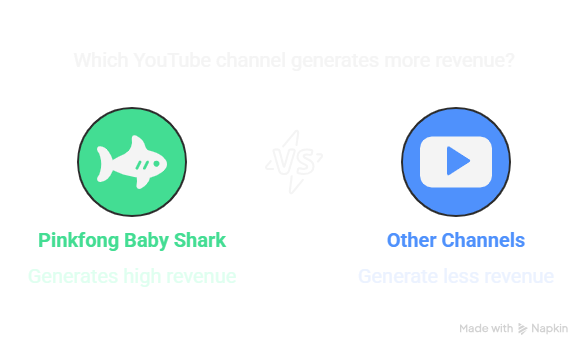 Which YouTube channel generates more revenue?
VS
Pinkfong Baby Shark
Other Channels
Generates high revenue
Generate less revenue
Made with Napkin